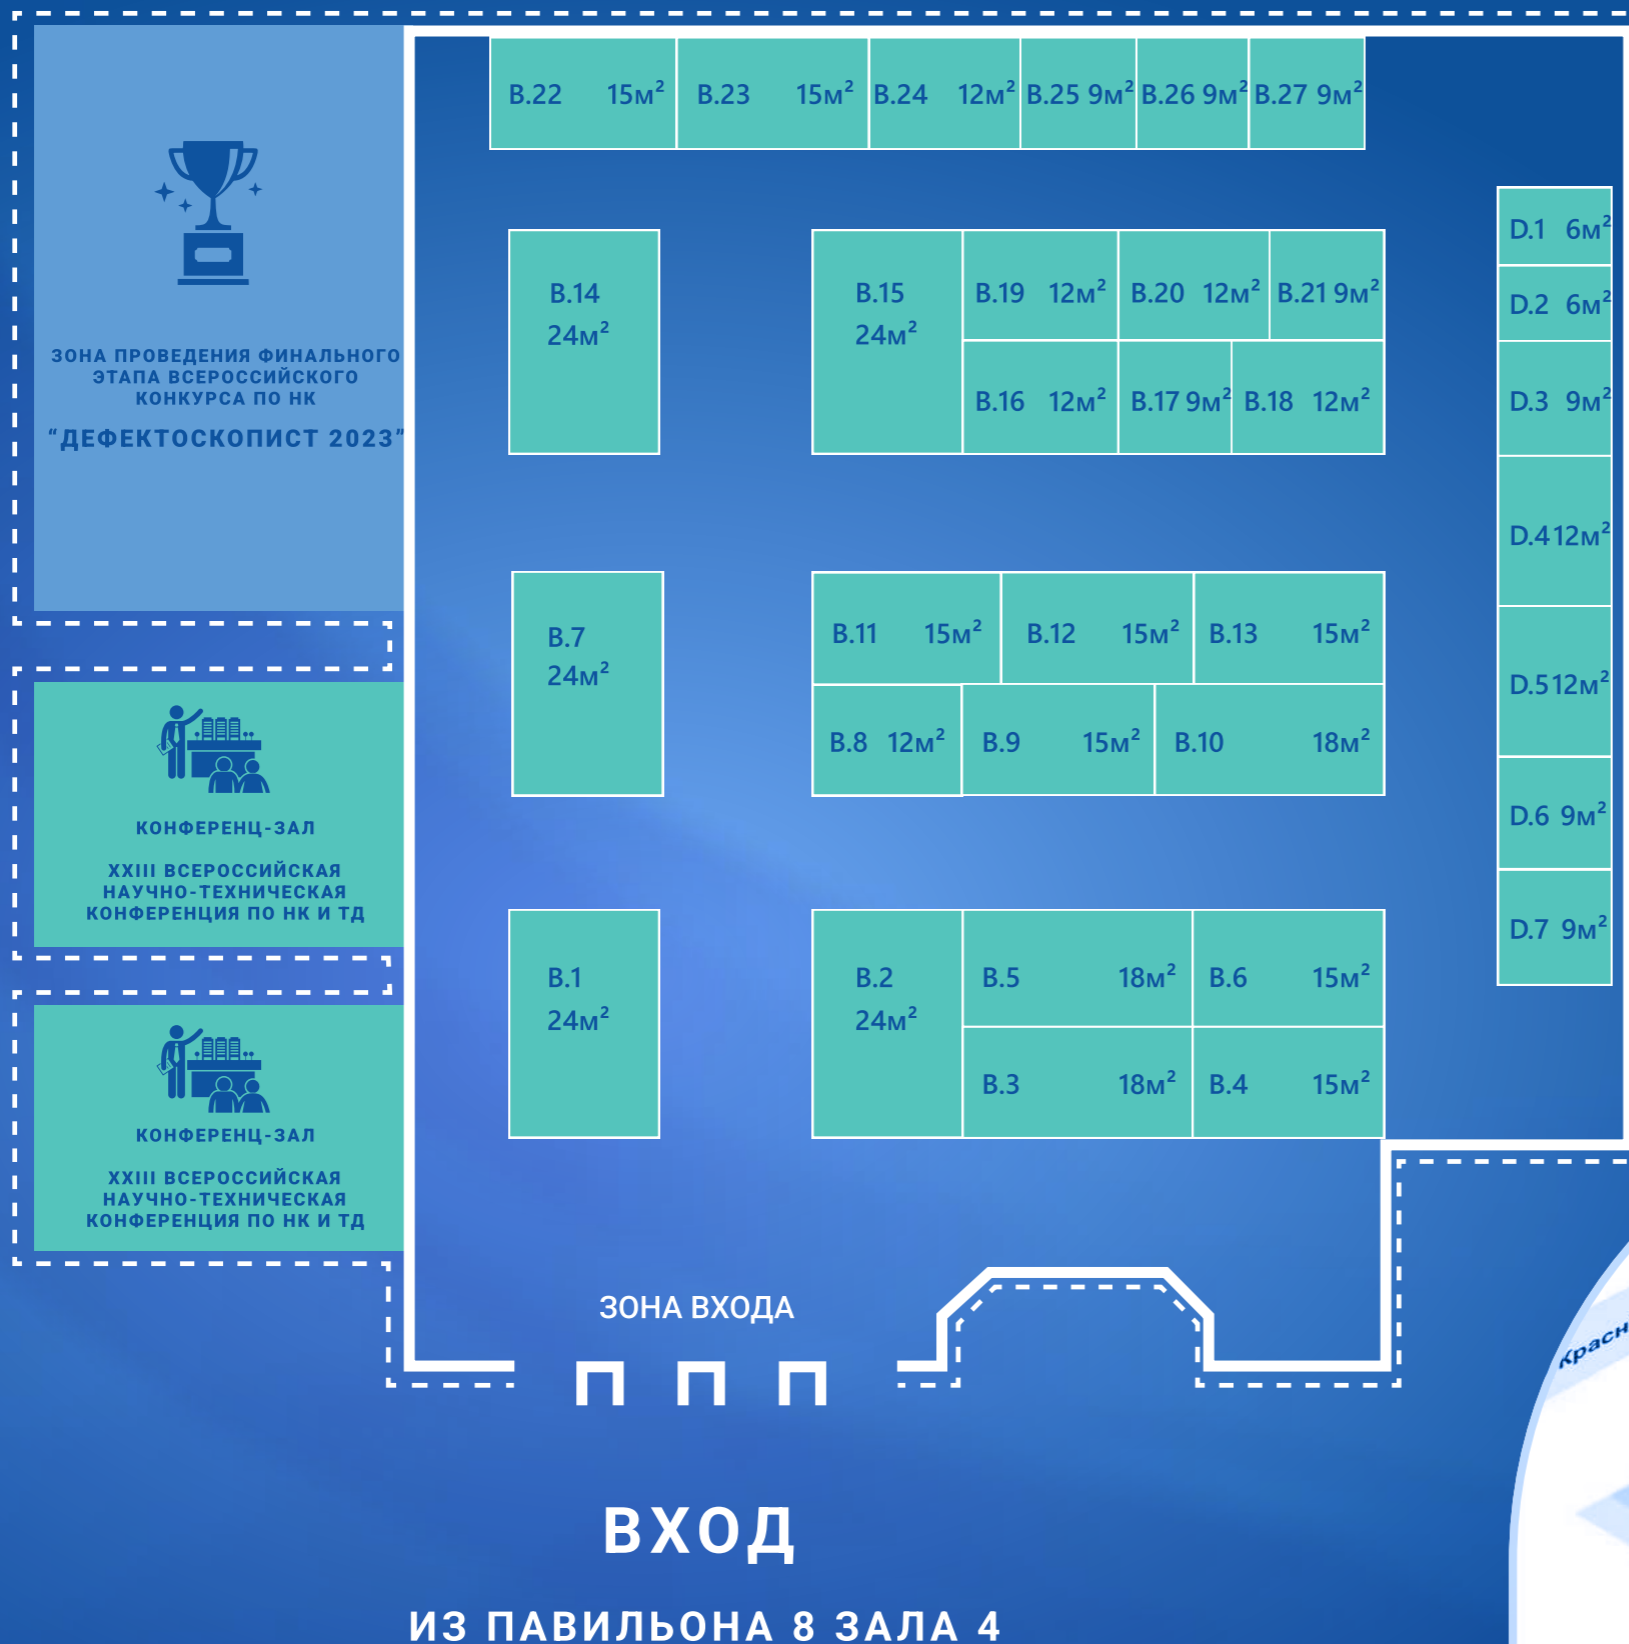 В.22 15м²
В.23 15м²
В.24 12м²
В.25 9м²
В.26 9м²
В.27 9м²
ЗОНА ПРОВЕДЕНИЯ ФИНАЛЬНОГО
ЭТАПА ВСЕРОССИЙСКОГО
КОНКУРСА ПО НК
“ДЕФЕКТОСКОПИСТ 2023”
В.14
24м²
В.15
24м²
В.19 12м²
В.20 12м²
В.21 9м²
В.16 12м²
В.17 9м²
В.18 12м²
D.1 6м²
D.2 6м²
D.3 9м²
D.4 12м²
D.5 12м²
D.6 9м²
D.7 9м²
В.7
24м²
В.11 15м²
В.12 15м²
В.13 15м²
В.8 12м²
В.9 15м²
В.10 18м²
КОНФЕРЕНЦ-ЗАЛ
XXIII ВСЕРОССИЙСКАЯ
НАУЧНО-ТЕХНИЧЕСКАЯ
КОНФЕРЕНЦИЯ ПО НК И ТД
В.1
24м²
В.2
24м²
В.5 18м²
В.6 15м²
В.3 18м²
В.4 15м²
КОНФЕРЕНЦ-ЗАЛ
XXIII ВСЕРОССИЙСКАЯ
НАУЧНО-ТЕХНИЧЕСКАЯ
КОНФЕРЕНЦИЯ ПО НК И ТД
ЗОНА ВХОДА
Красн
ВХОД
ИЗ ПАВИЛЬОНА 8 ЗАЛА 4